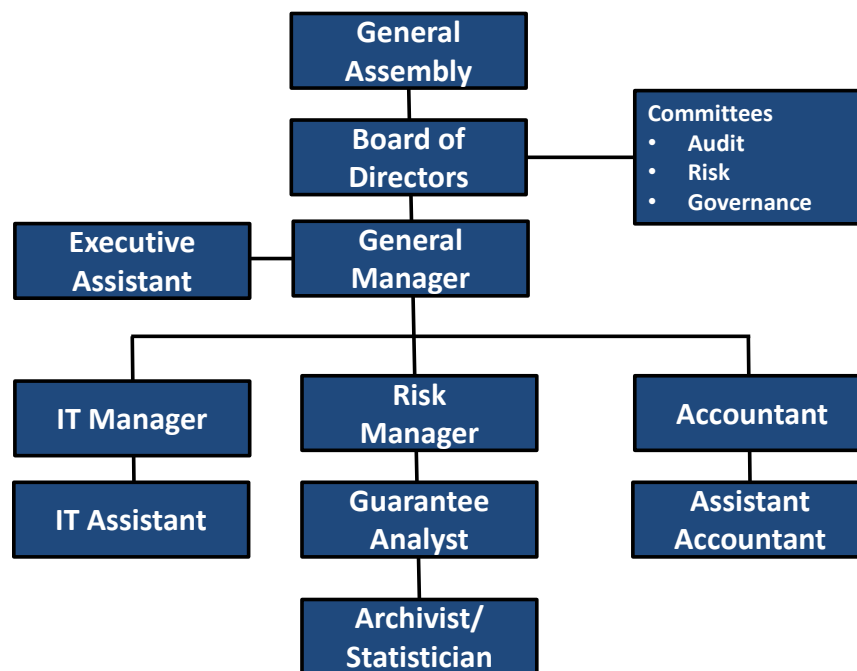 General
Assembly
Board of
Directors
Committees
• Audit
• Risk
• Governance
Executive
Assistant
General
Manager
IT Manager
Risk
Manager
Accountant
IT Assistant
Guarantee
Analyst
Assistant
Accountant
Archivist/
Statistician